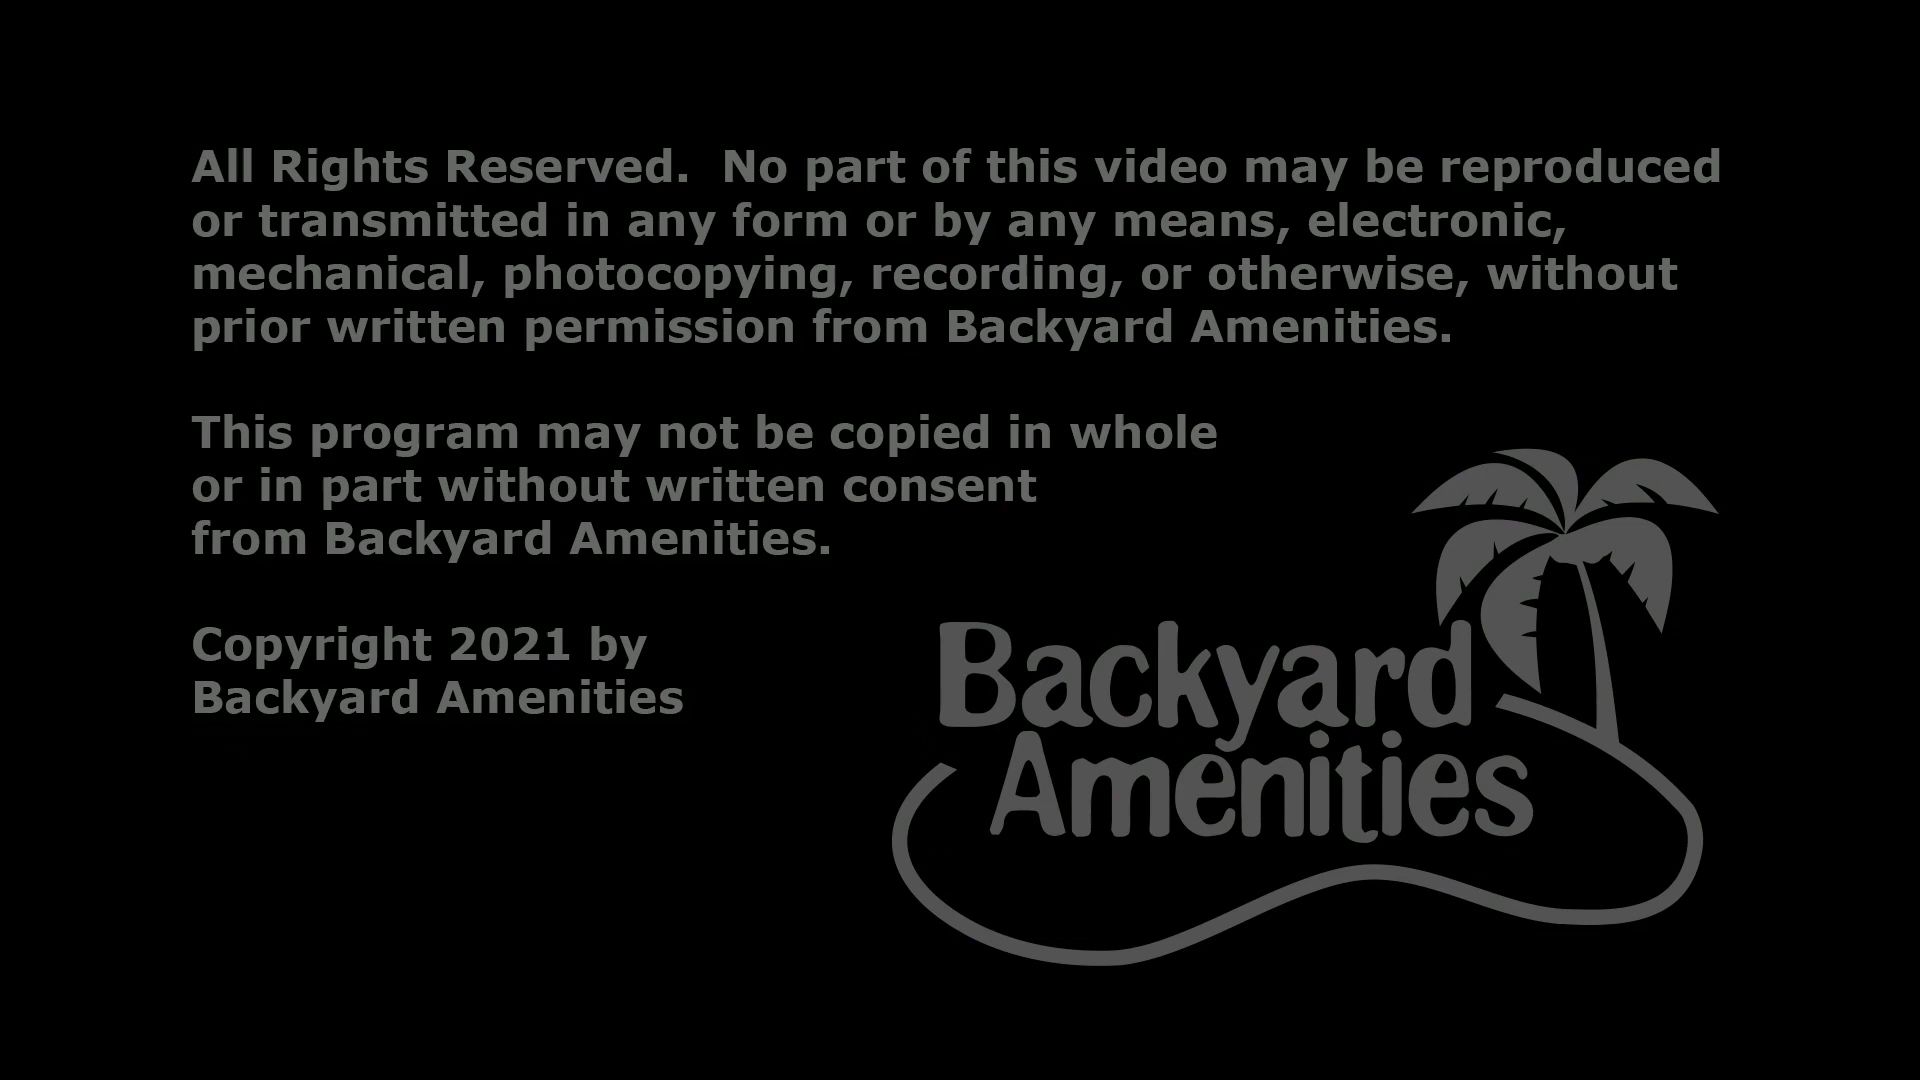 All Rights Reserved.  No part of this video may be reproduced
or transmitted in any form or by any means, electronic,
mechanical, photocopying, recording, or otherwise, without
prior written permission from Backyard Amenities.
This program may not be copied in whole
or in part without written consent
from Backyard Amenities.
Copyright 2021 by
Backyard Amenities
Backyard
Amenities